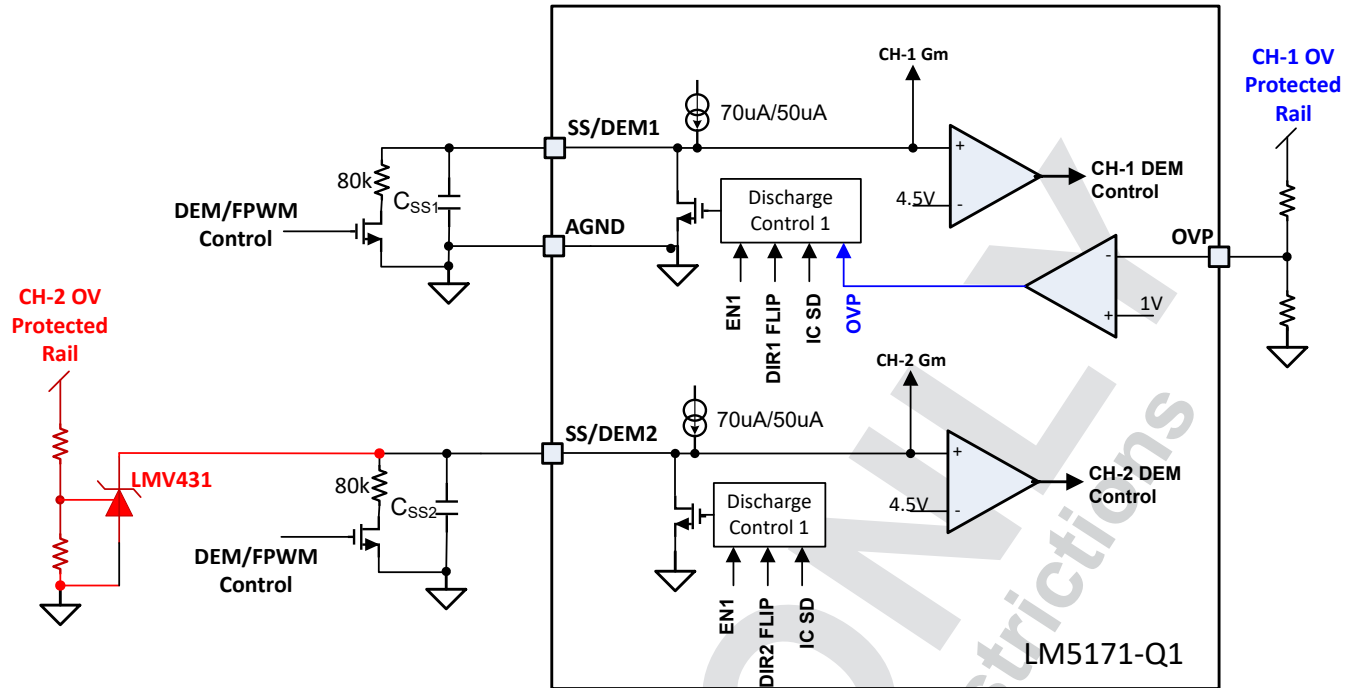 CH-1 Gm
CH-1 OV
Protected
Rail
70uA/50uA
SS/DEM1
+
4.5V
-
CH-1 DEM
Control
80k
CSS1
DEM/FPWM
Control
Discharge
Control 1
AGND
OVP
-
1V
+
EN1
DIR1 FLIP
IC SD
OVP
CH-2 OV
Protected
Rail
CH-2 Gm
70uA/50uA
SS/DEM2
+
4.5V
-
CH-2 DEM
Control
LMV431
80k
CSS2
DEM/FPWM
Control
Discharge
Control 1
EN1
DIR2 FLIP
IC SD
LM5171-Q1
ONLY